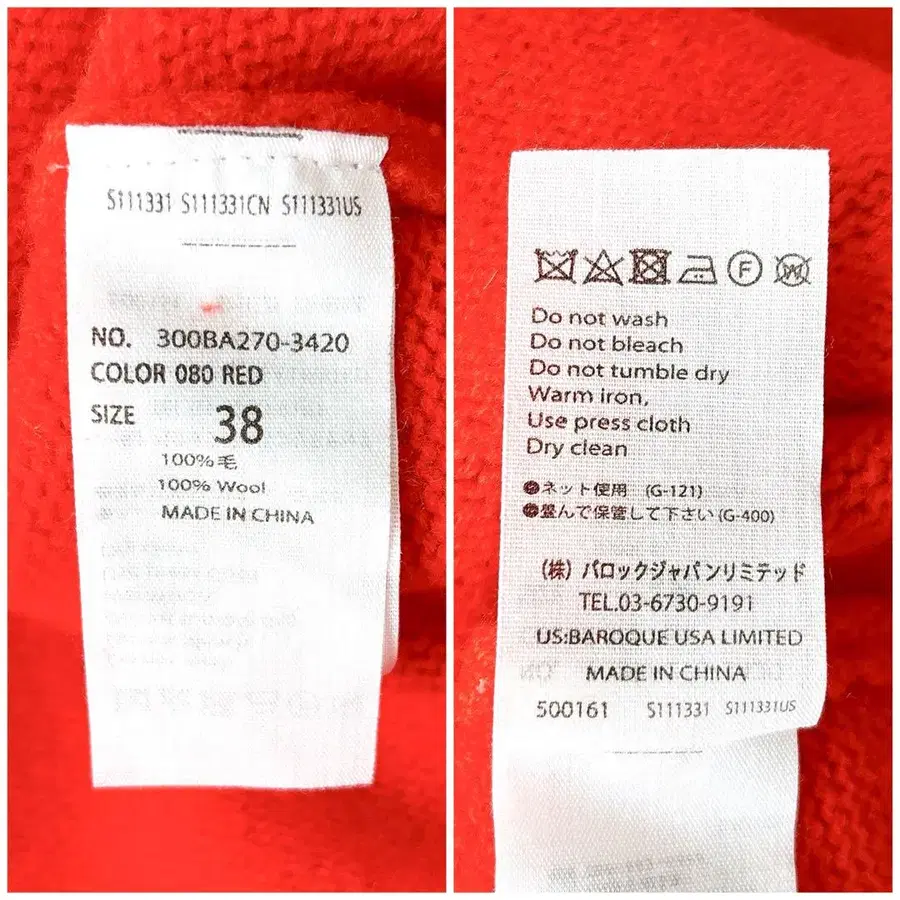 S111331 S111331CN S111331US
NO. 300BA270-3420
COLOR 080 RED
SIZE 38
100%毛
100% Wool
MADE IN CHINA
F W
Do not wash
Do not bleach
Do not tumble dry
Warm iron,
Use press cloth
Dry clean
●ネット使用 (G-121)
●畳んで保管して下さい(G-400)
(株) バロックジャパンリミテッド
TEL.03-6730-9191
US:BAROQUE USA LIMITED
MADE IN CHINA
500161 S111331 S111331US